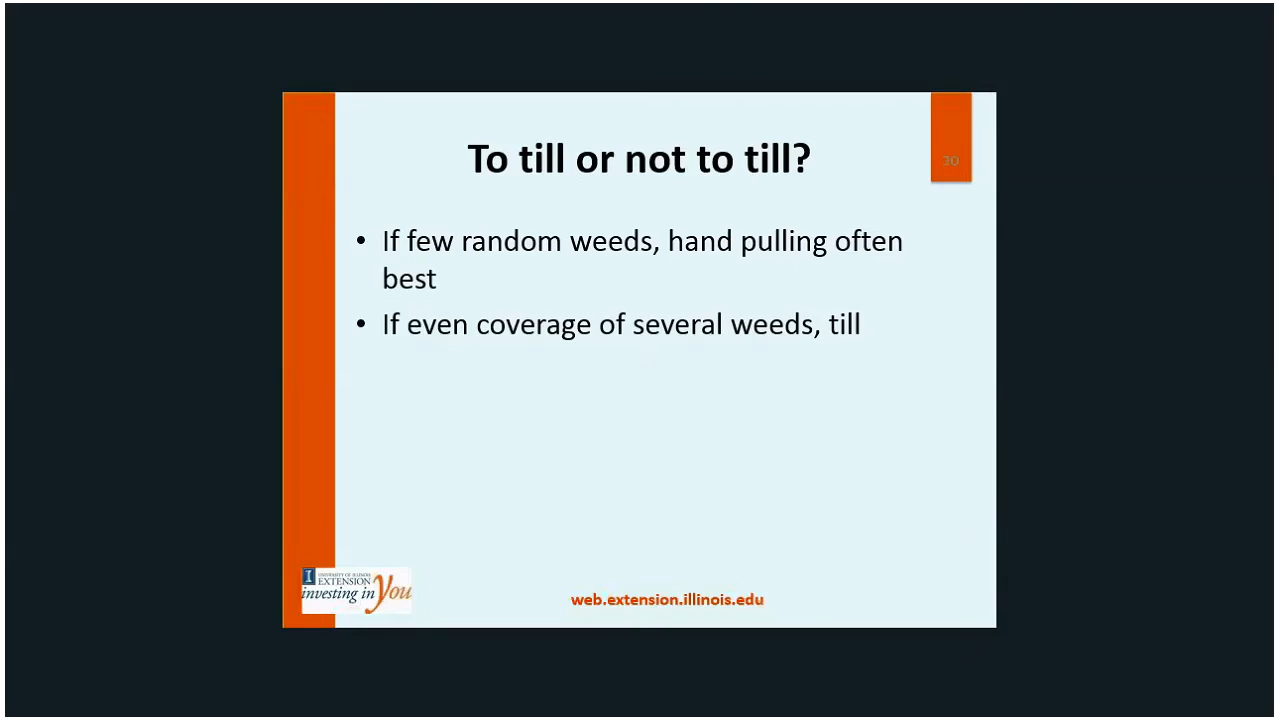 To till or not to till?
30
• If few random weeds, hand pulling often
best
• If even coverage of several weeds, till
I UNIVERSITY OF ILLINOIS
EXTENSION
investing in You
web.extension.illinois.edu